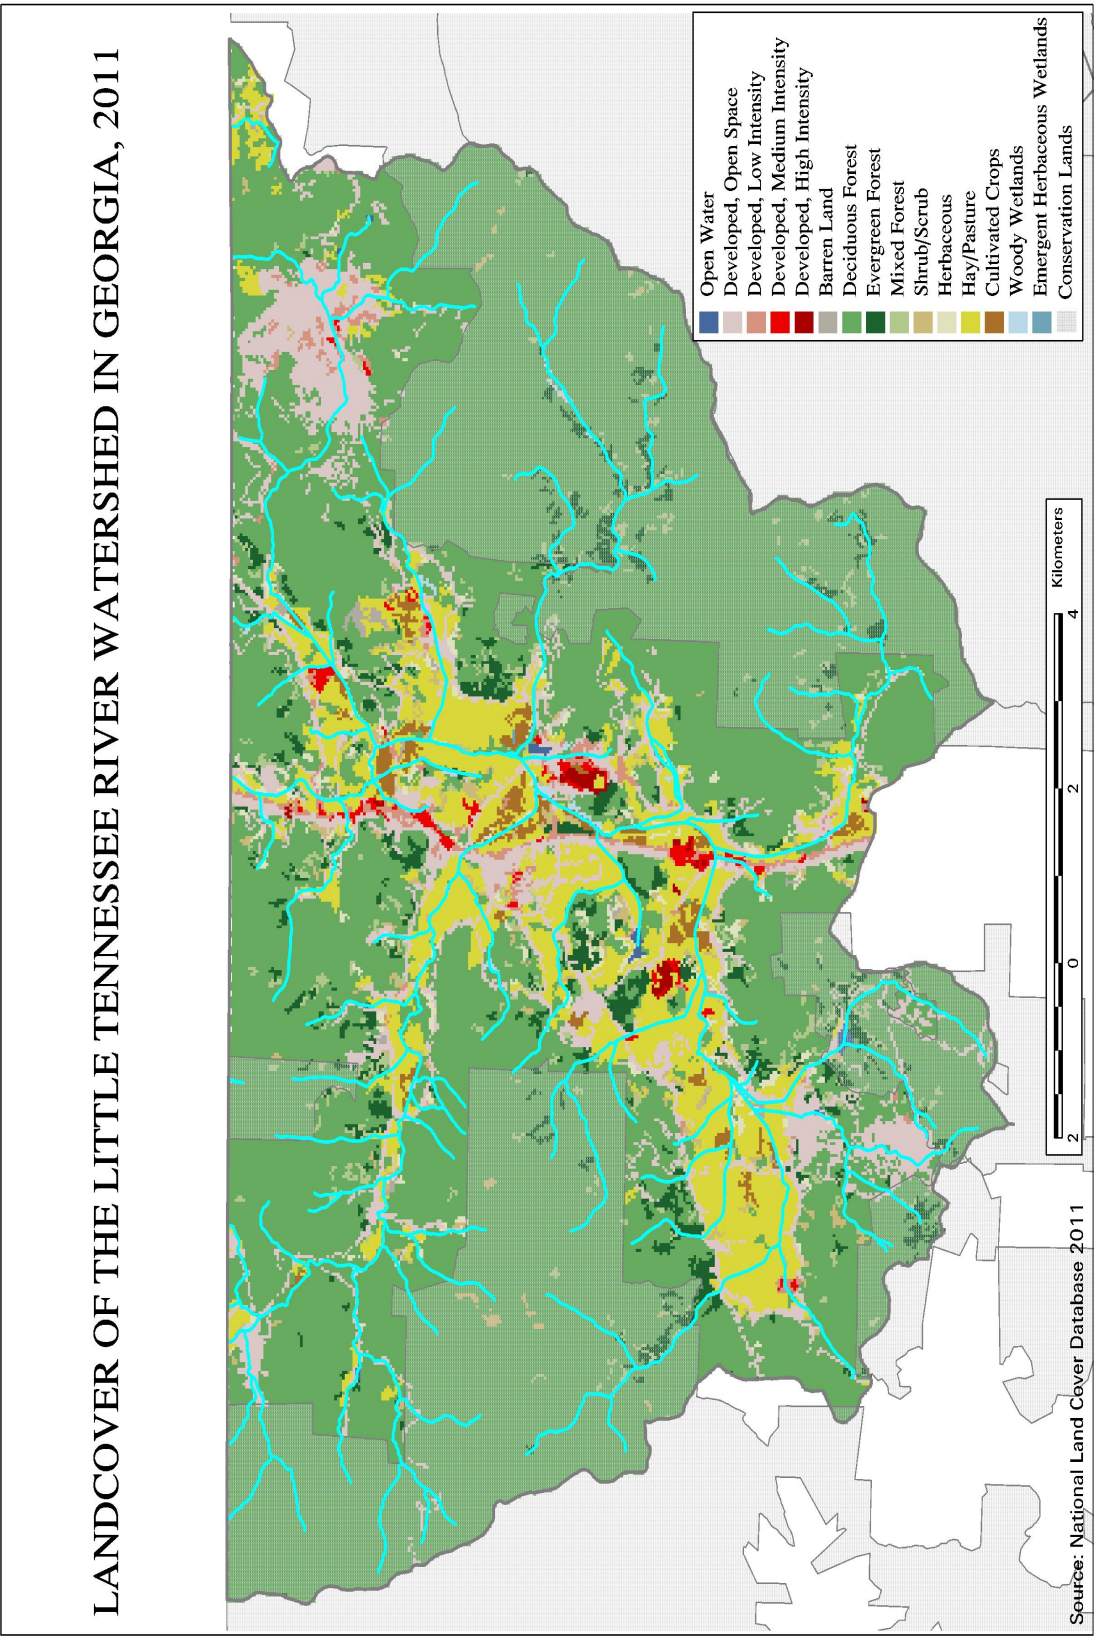 LANDCOVER OF THE LITTLE TENNESSEE RIVER WATERSHED IN GEORGIA, 2011
Open Water
Developed, Open Space
Developed, Low Intensity
Developed, Medium Intensity
Developed, High Intensity
Barren Land
Deciduous Forest
Evergreen Forest
Mixed Forest
Shrub/Scrub
Herbaceous
Hay/Pasture
Cultivated Crops
Woody Wetlands
Emergent Herbaceous Wetlands
Conservation Lands
Kilometers
2 0 2 4
Source: National Land Cover Database 2011